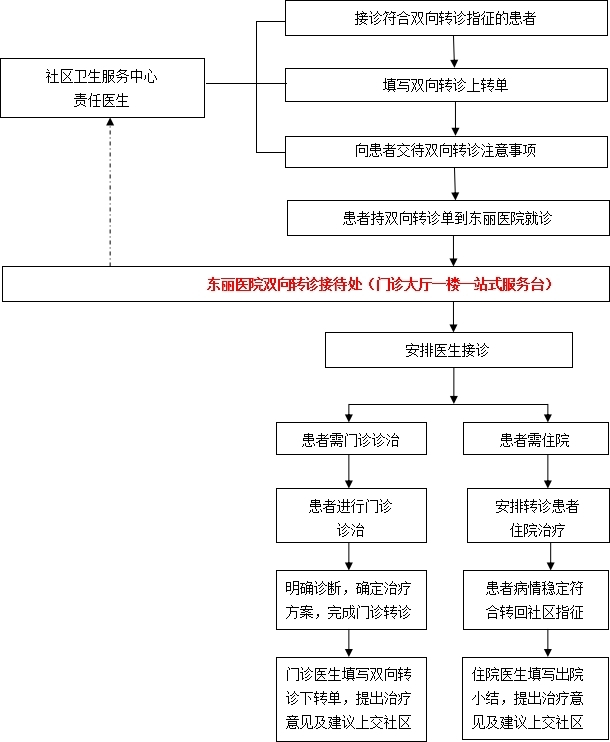 接诊符合双向转诊指征的患者
社区卫生服务中心
责任医生
填写双向转诊上转单
向患者交待双向转诊注意事项
患者持双向转诊单到东丽医院就诊
东丽医院双向转诊接待处（门诊大厅一楼一站式服务台）
安排医生接诊
患者需门诊诊治
患者需住院
患者进行门诊
诊治
安排转诊患者
住院治疗
明确诊断，确定治疗
方案，完成门诊转诊
患者病情稳定符
合转回社区指征
门诊医生填写双向转
诊下转单，提出治疗
意见及建议上交社区
住院医生填写出院
小结，提出治疗意
见及建议上交社区